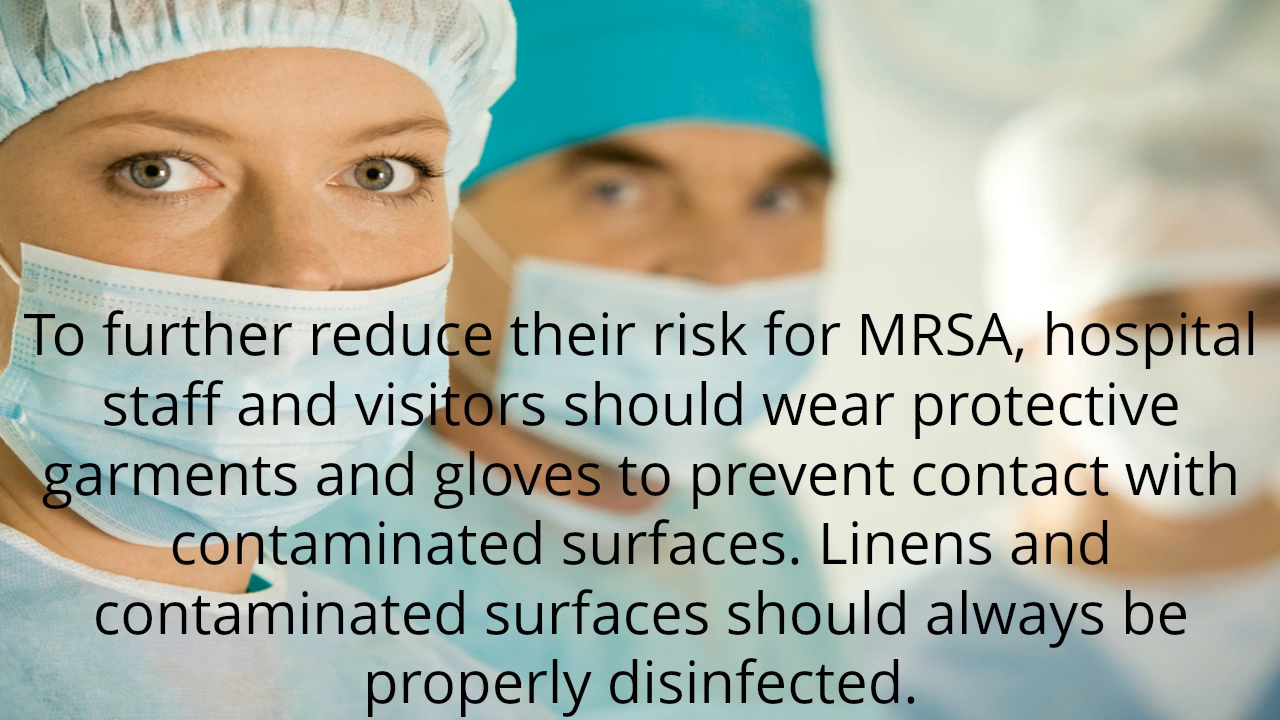 To further reduce their risk for MRSA, hospital
staff and visitors should wear protective
garments and gloves to prevent contact with
contaminated surfaces. Linens and
contaminated surfaces should always be
properly disinfected.